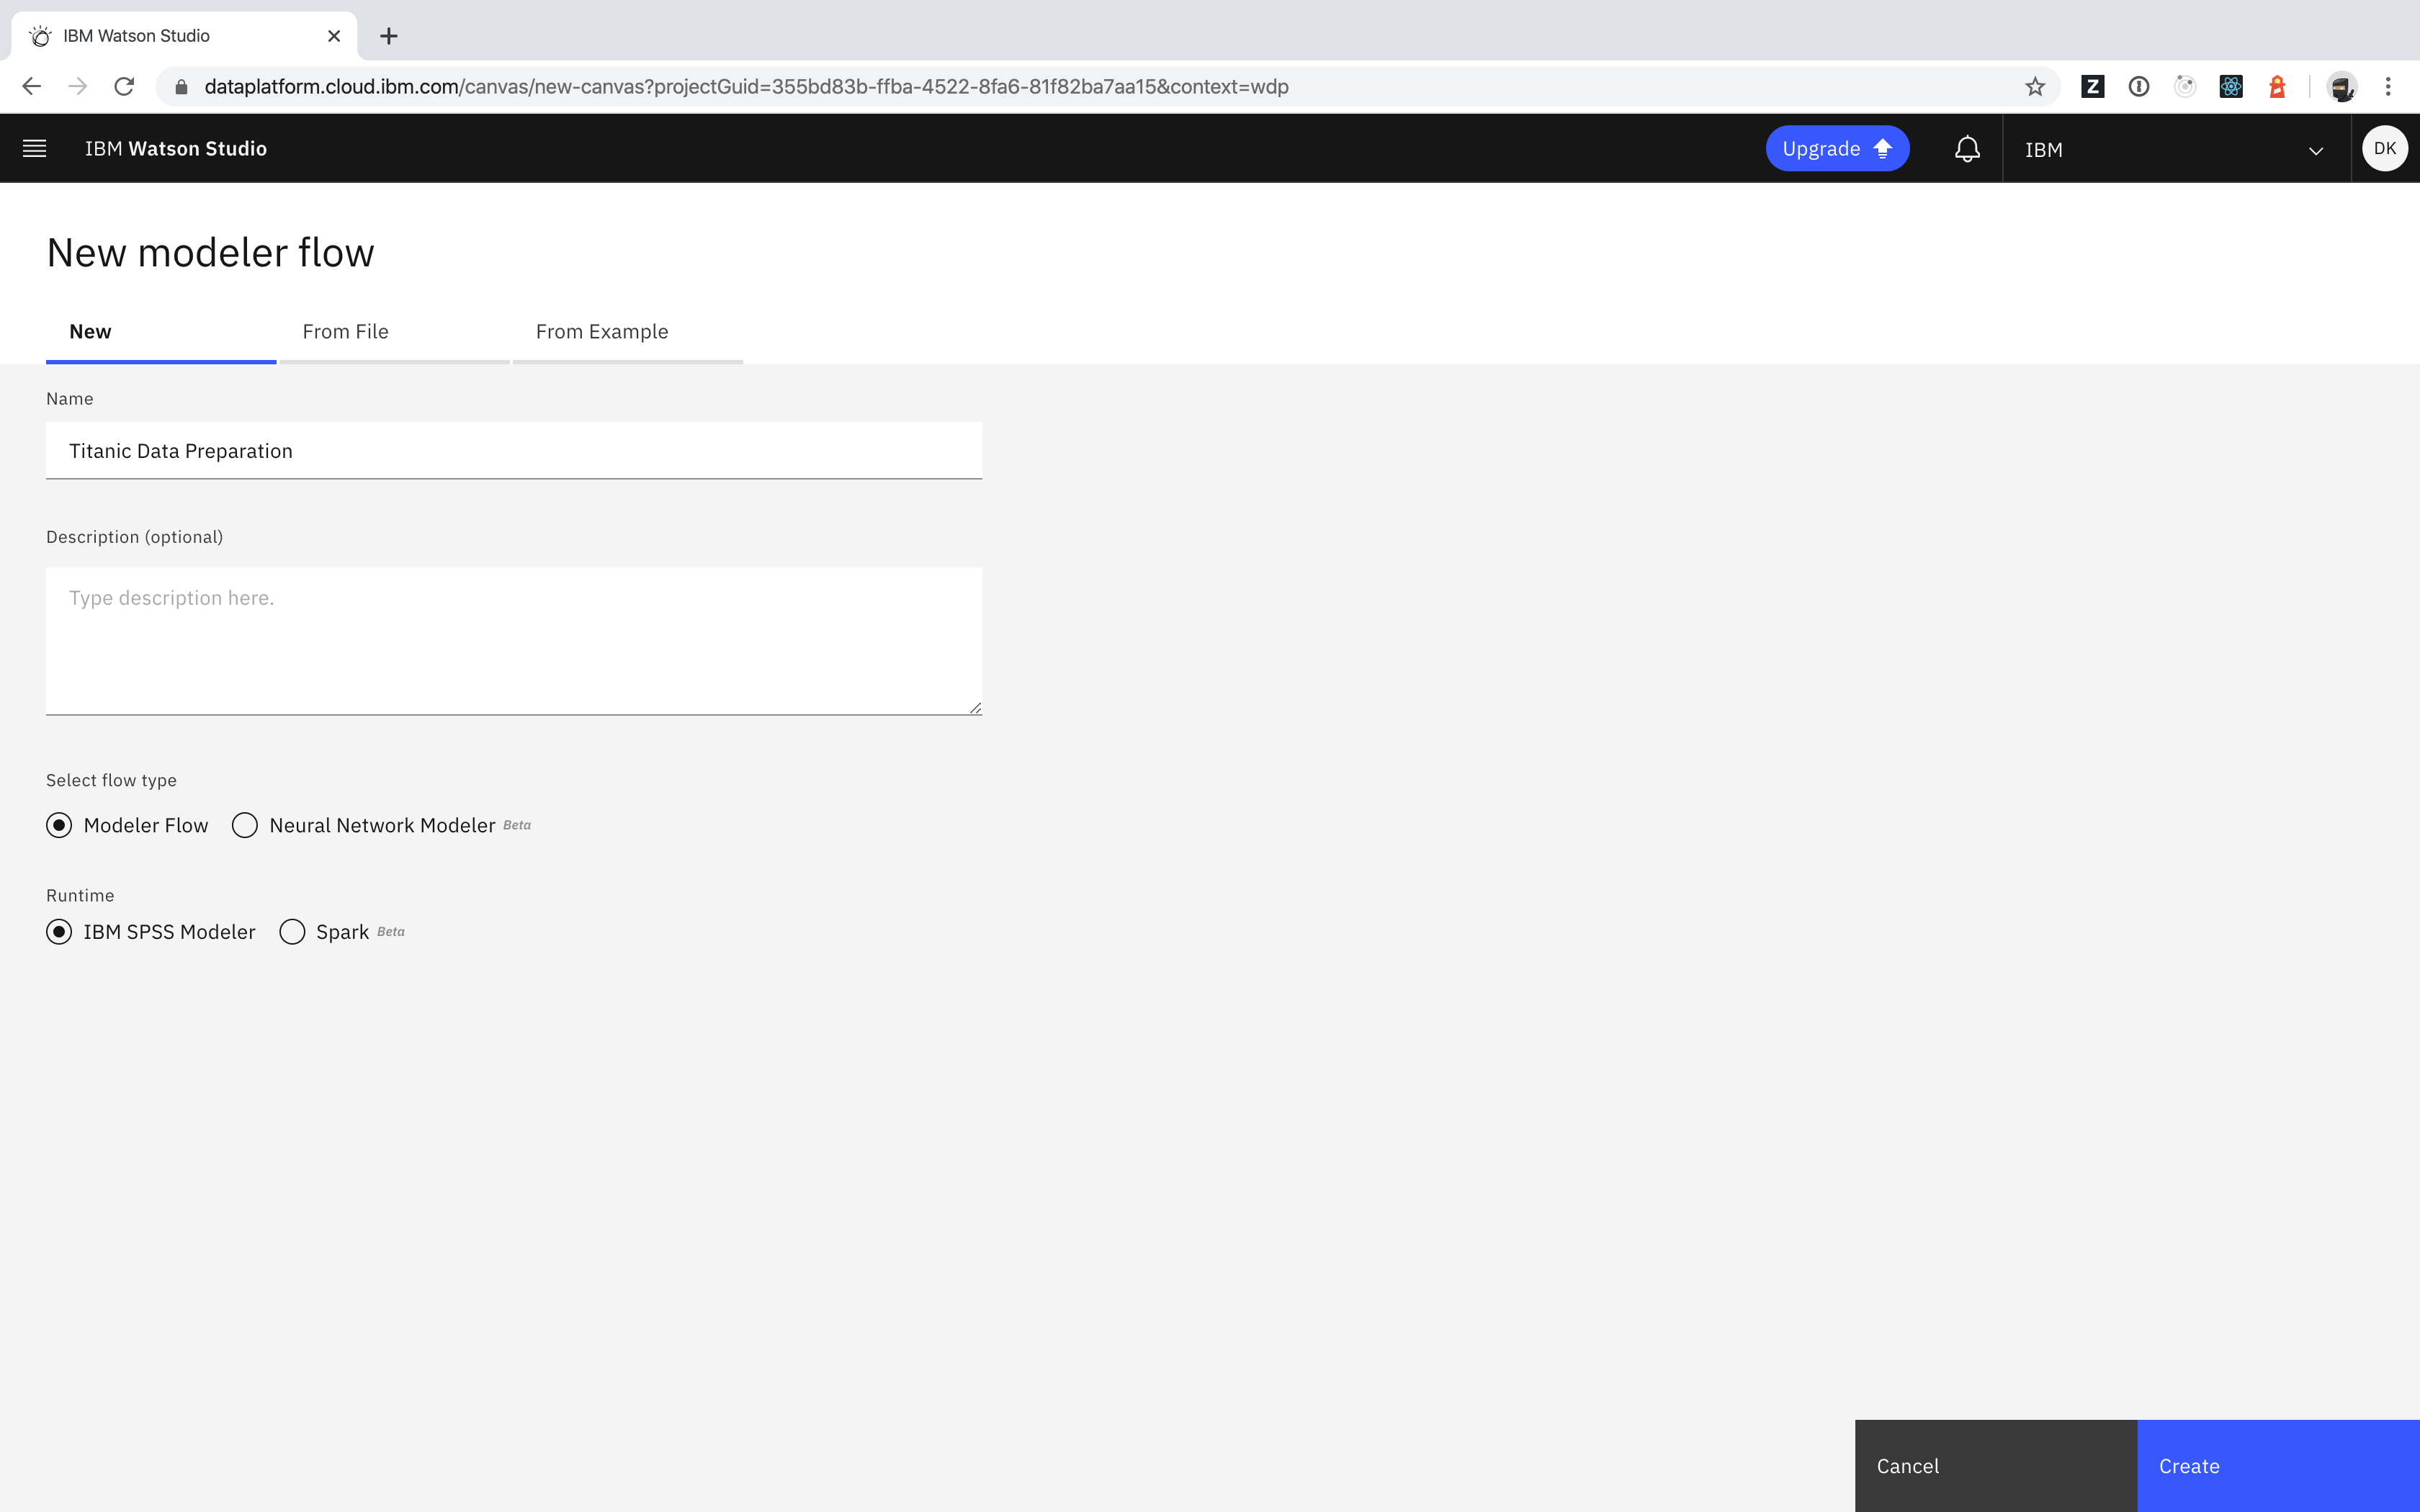 IBM Watson Studio
dataplatform.cloud.ibm.com/canvas/new-canvas?projectGuid=355bd83b-ffba-4522-8fa6-81f82ba7aa15&context=wdp
Z
IBM Watson Studio
Upgrade
IBM
DK
New modeler flow
New From File From Example
Name
Titanic Data Preparation
Description (optional)
Type description here.
Select flow type
Modeler Flow Neural Network Modeler Beta
Runtime
IBM SPSS Modeler Spark Beta
Cancel Create